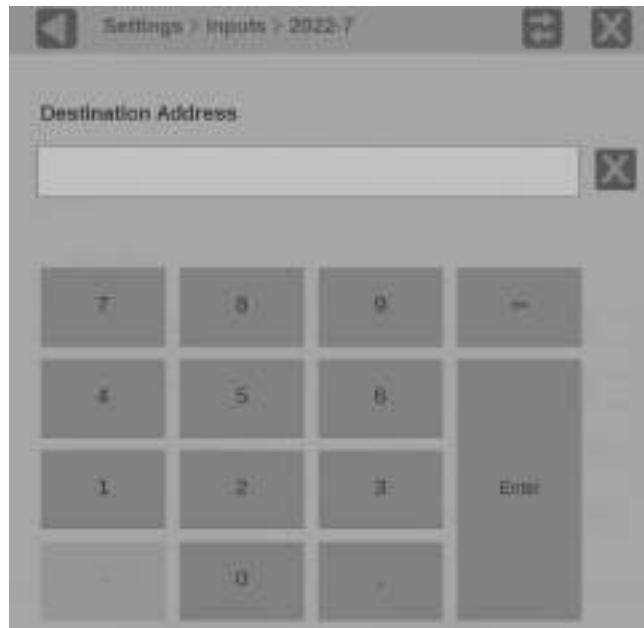 Settings > Inputs > 2022-7
Destination Address
7 8 9
4 5 6
1 2 3 Enter
0 .